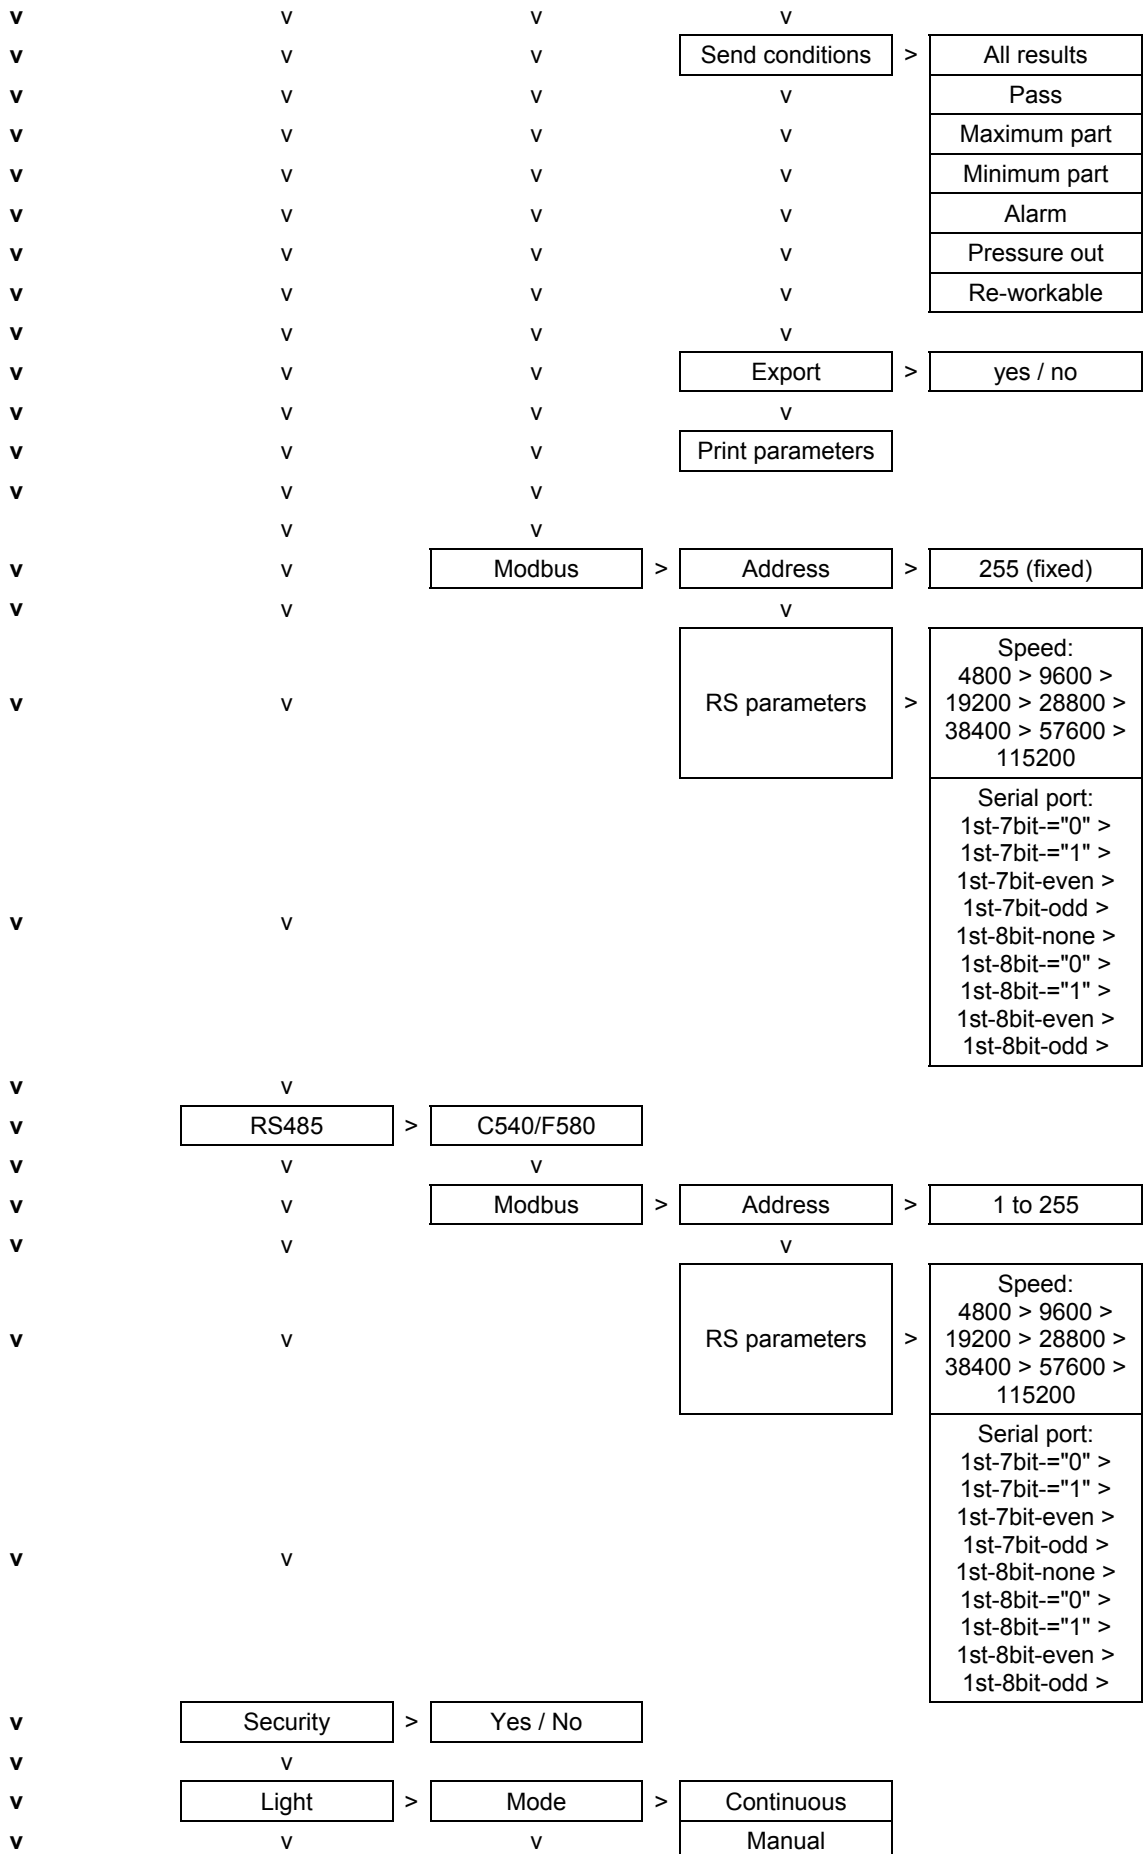 v v v v
v v v Send conditions > All results
v v v v Pass
v v v v Maximum part
v v v v Minimum part
v v v v Alarm
v v v v Pressure out
v v v v Re-workable
v v v v
v v v Export > yes / no
v v v v
v v v Print parameters
v v v
v v
v v Modbus > Address > 255 (fixed)
v v v
Speed:
4800 > 9600 >
v v RS parameters > 19200 > 28800 >
38400 > 57600 >
115200
Serial port:
1st-7bit-="0" >
1st-7bit-="1" >
1st-7bit-even >
1st-7bit-odd >
v v 1st-8bit-none >
1st-8bit-="0" >
1st-8bit-="1" >
1st-8bit-even >
1st-8bit-odd >
v v
v RS485 > C540/F580
v v v
v v Modbus > Address > 1 to 255
v v v
Speed:
4800 > 9600 >
v v RS parameters > 19200 > 28800 >
38400 > 57600 >
115200
Serial port:
1st-7bit-="0" >
1st-7bit-="1" >
1st-7bit-even >
1st-7bit-odd >
v v 1st-8bit-none >
1st-8bit-="0" >
1st-8bit-="1" >
1st-8bit-even >
1st-8bit-odd >
v Security > Yes / No
v v
v Light > Mode > Continuous
v v v Manual